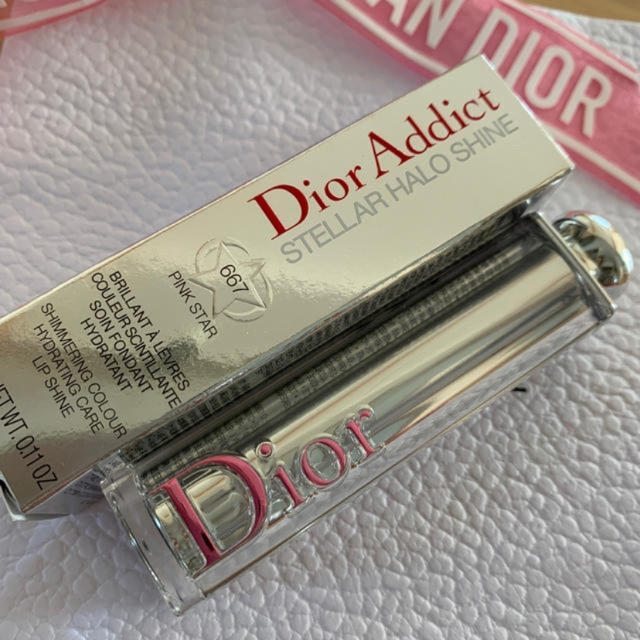 AN DIOR
Dior Addict
STELLAR HALO SHINE
667
PINK STAR
BRILLANT À LÈVRES
COULEUR SCINTILLANTE
SOIN FONDANT
HYDRATANT
SHIMMERING COLOUR
HYDRATING CARE
LIP SHINE
NET WT 0.11 OZ
Dior